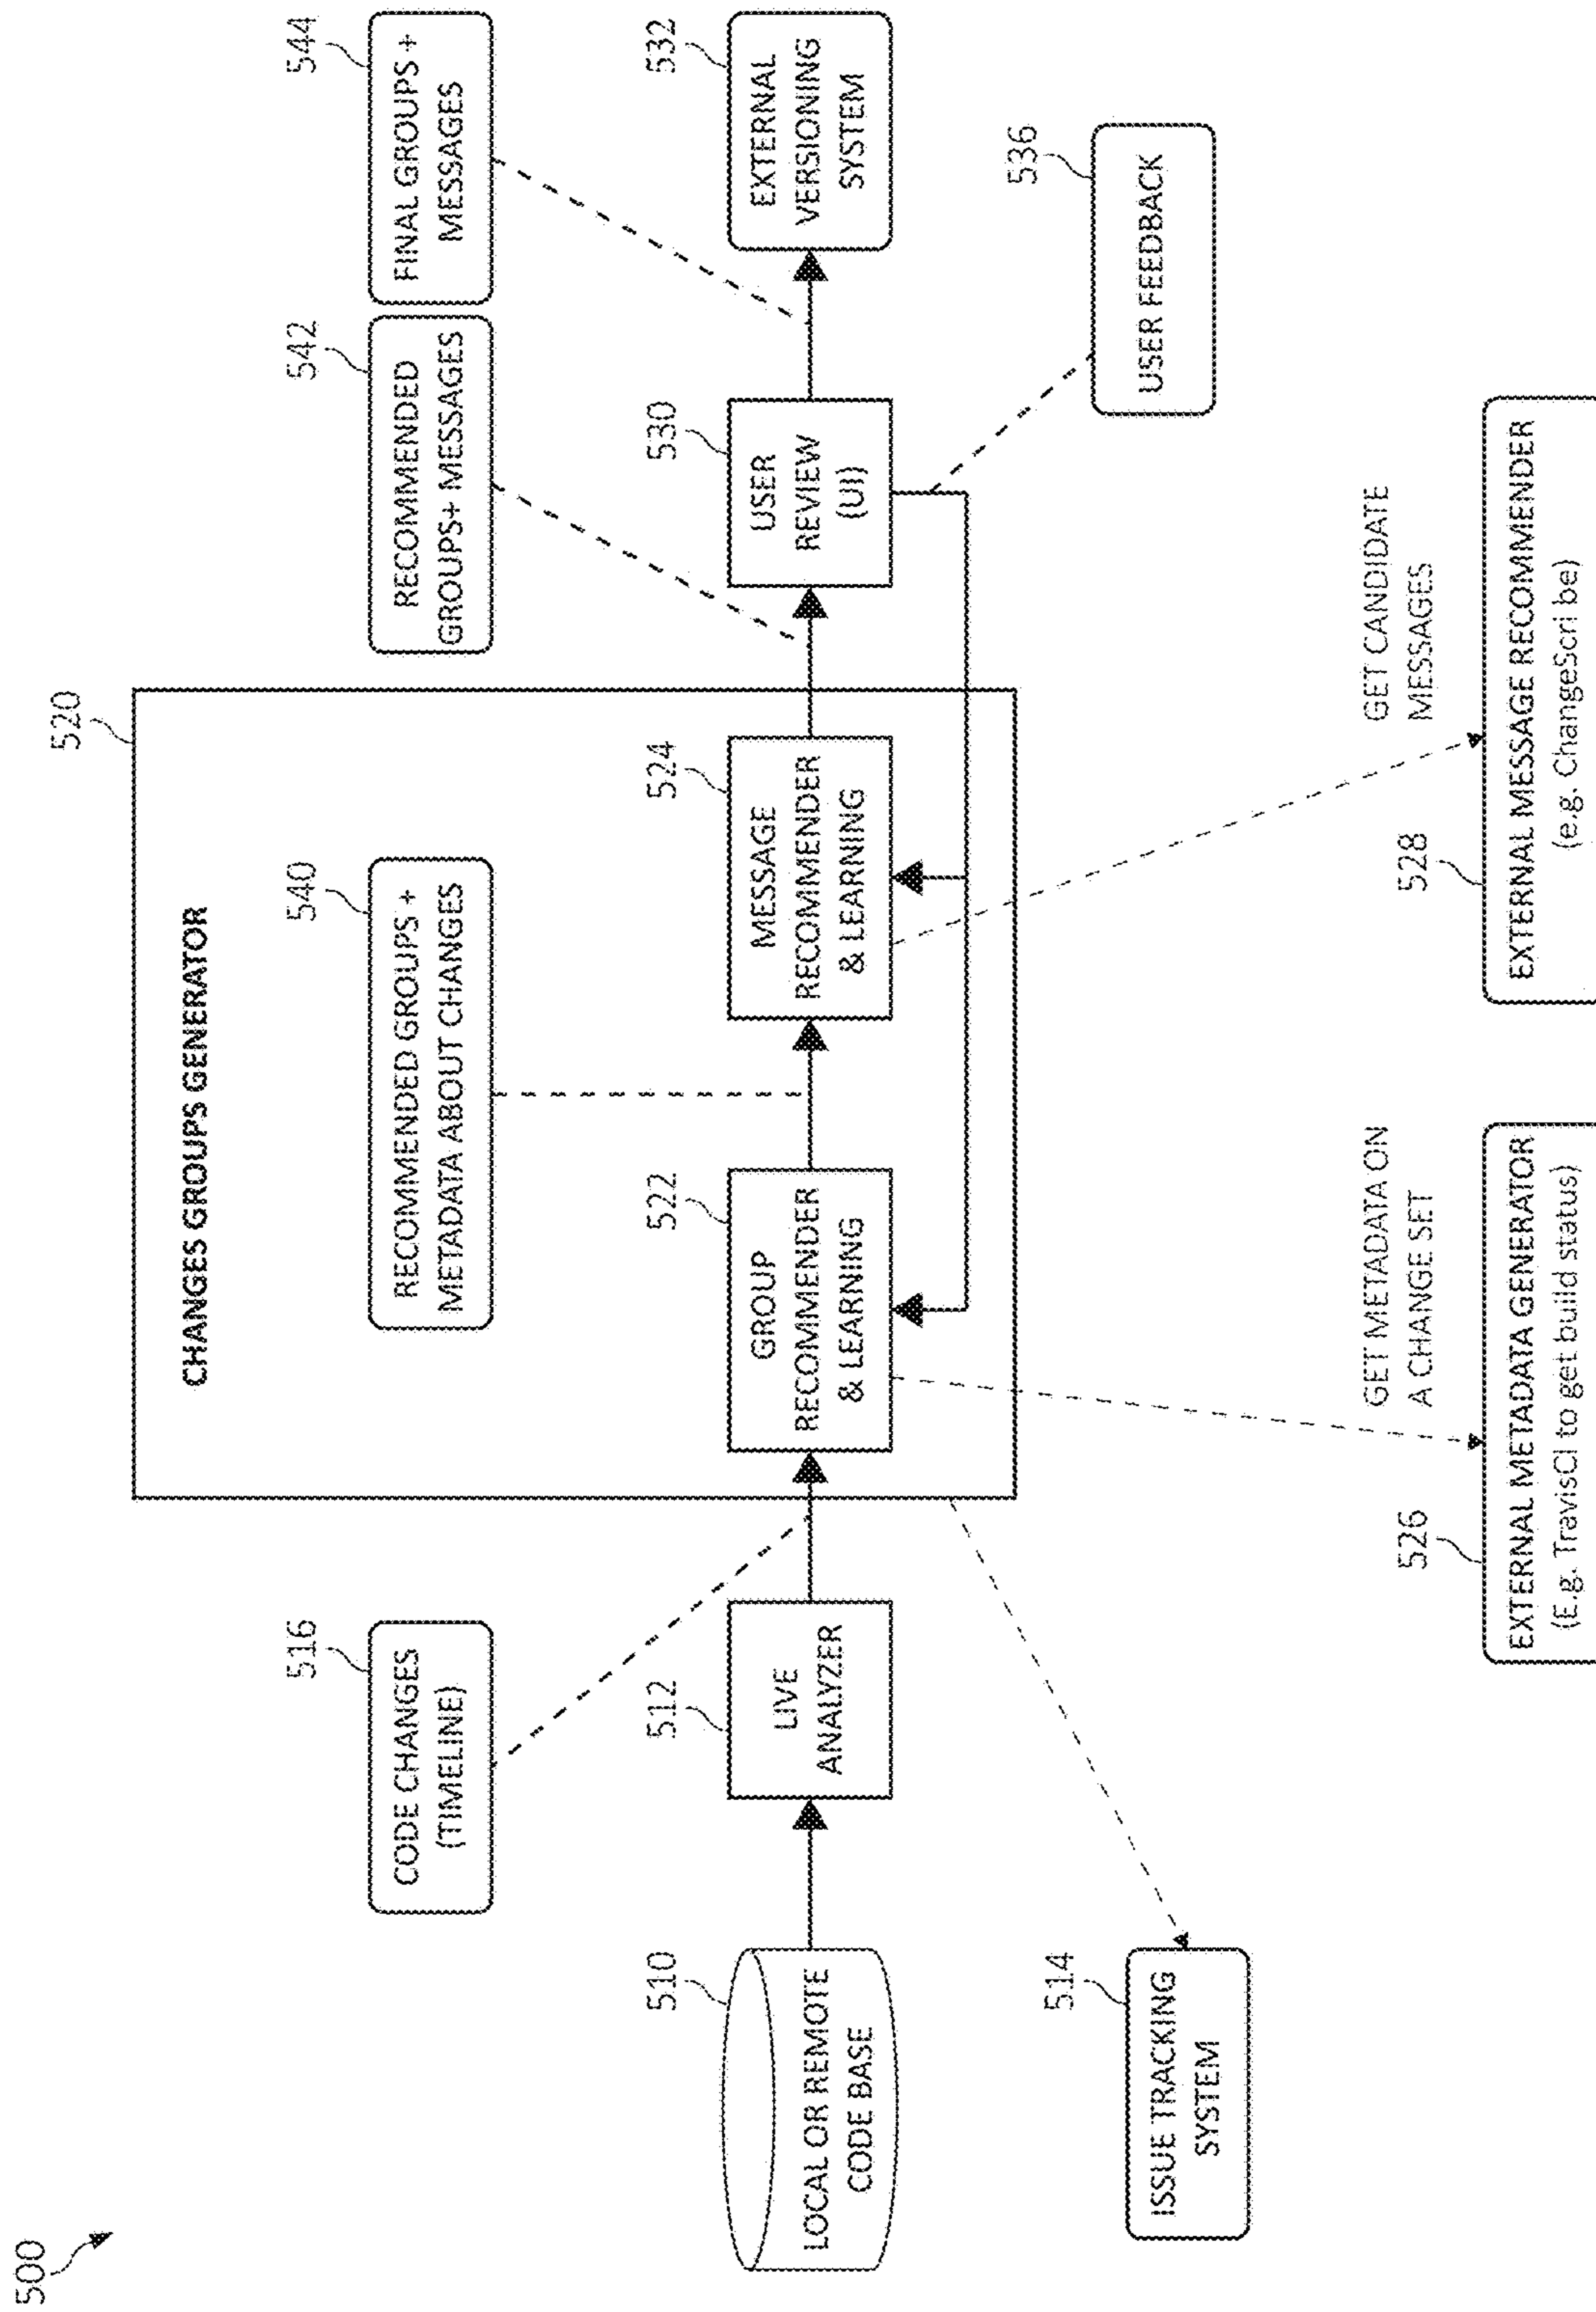 500
520
CHANGES GROUPS GENERATOR
516
CODE CHANGES
(TIMELINE)
540
RECOMMENDED GROUPS +
METADATA ABOUT CHANGES
542
RECOMMENDED
GROUPS+ MESSAGES
544
FINAL GROUPS +
MESSAGES
510
LOCAL OR REMOTE
CODE BASE
512
LIVE
ANALYZER
522
GROUP
RECOMMENDER
& LEARNING
524
MESSAGE
RECOMMENDER
& LEARNING
530
USER
REVIEW
(UI)
532
EXTERNAL
VERSIONING
SYSTEM
514
ISSUE TRACKING
SYSTEM
536
USER FEEDBACK
GET METADATA ON
A CHANGE SET
GET CANDIDATE
MESSAGES
526
EXTERNAL METADATA GENERATOR
(E.g. TravisCI to get build status)
528
EXTERNAL MESSAGE RECOMMENDER
(e.g. ChangeScri be)